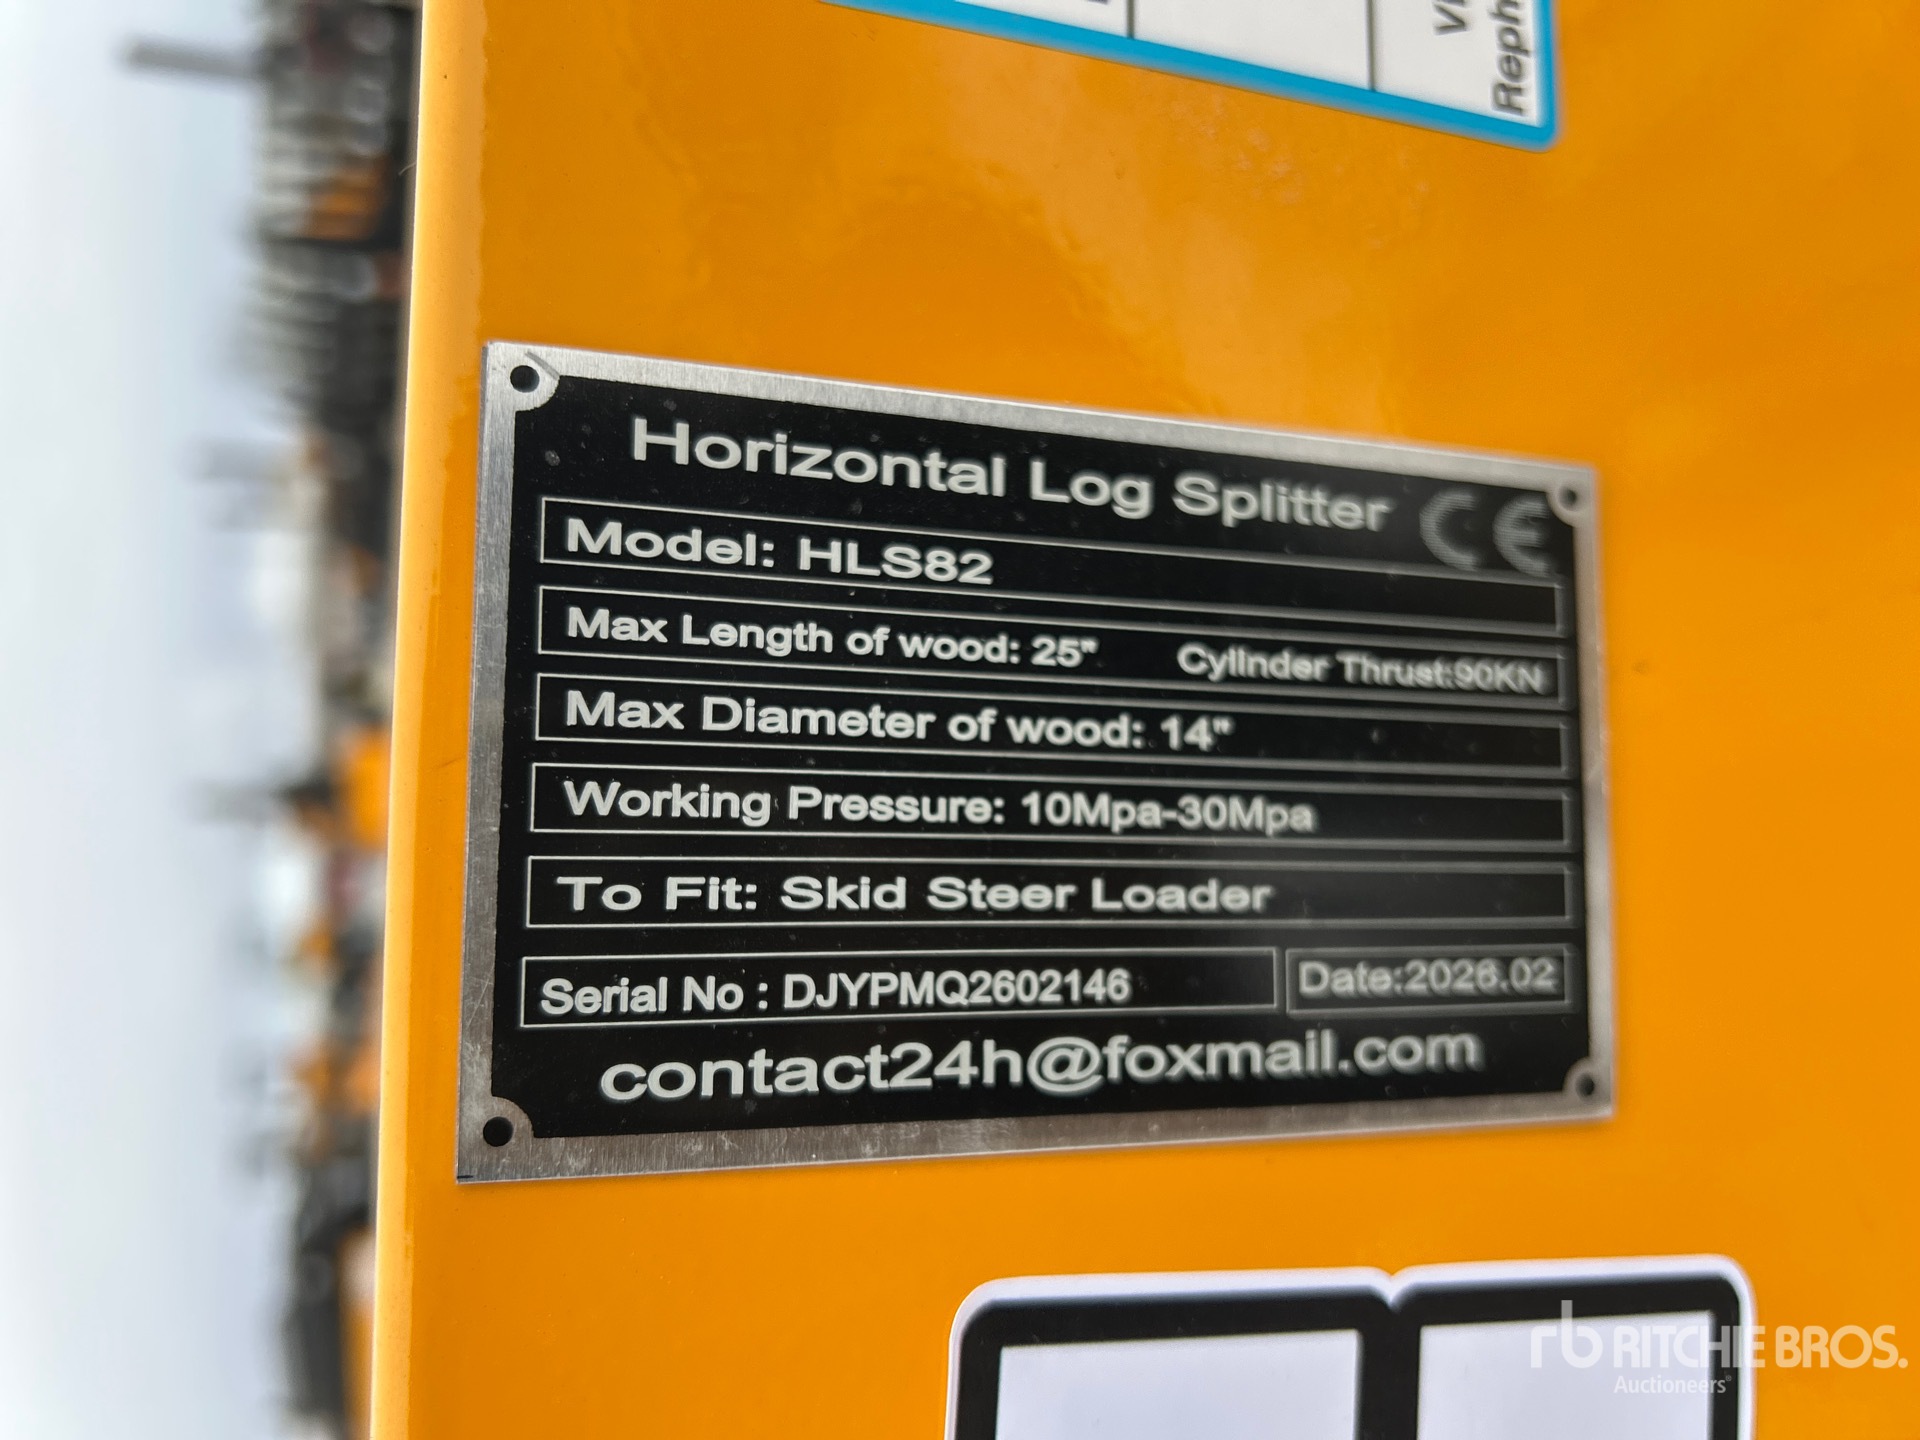 Reph
Horizontal Log Splitter CE
Model: HLS82
Max Length of wood: 25" Cylinder Thrust:90KN
Max Diameter of wood: 14"
Working Pressure: 10Mpa-30Mpa
To Fit: Skid Steer Loader
Serial No : DJYPMQ2602146 Date:2026.02
contact24h@foxmail.com
rb RITCHIE BROS.
Auctioneers